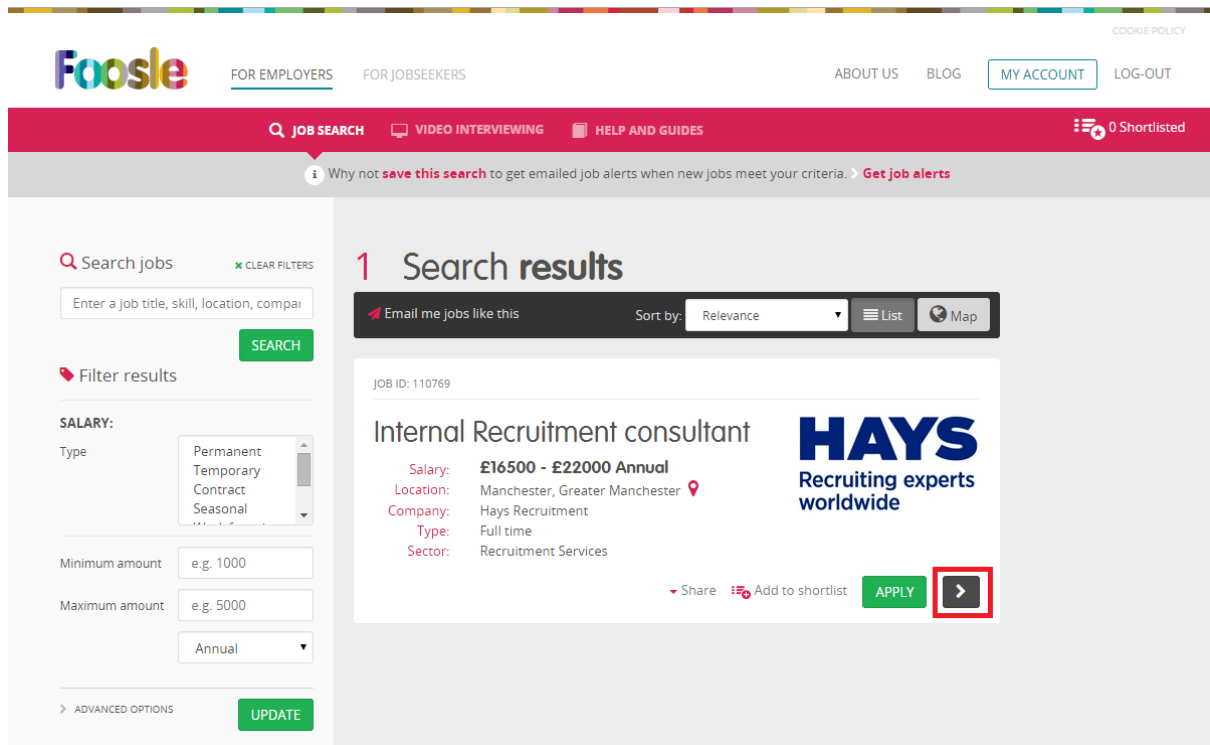 COOKIE POLICY
Foosle FOR EMPLOYERS FOR JOBSEEKERS ABOUT US BLOG MY ACCOUNT LOG-OUT
JOB SEARCH VIDEO INTERVIEWING HELP AND GUIDES 0 Shortlisted
i Why not save this search to get emailed job alerts when new jobs meet your criteria. > Get job alerts
Search jobs × CLEAR FILTERS
Enter a job title, skill, location, compa
SEARCH
Filter results
SALARY:
Type
Permanent
Temporary
Contract
Seasonal
Minimum amount e.g. 1000
Maximum amount e.g. 5000
Annual
> ADVANCED OPTIONS UPDATE
1 Search results
Email me jobs like this Sort by: Relevance List Map
JOB ID: 110769
Internal Recruitment consultant
Salary: £16500 - £22000 Annual
Location: Manchester, Greater Manchester
Company: Hays Recruitment
Type: Full time
Sector: Recruitment Services
HAYS
Recruiting experts
worldwide
Share Add to shortlist APPLY >